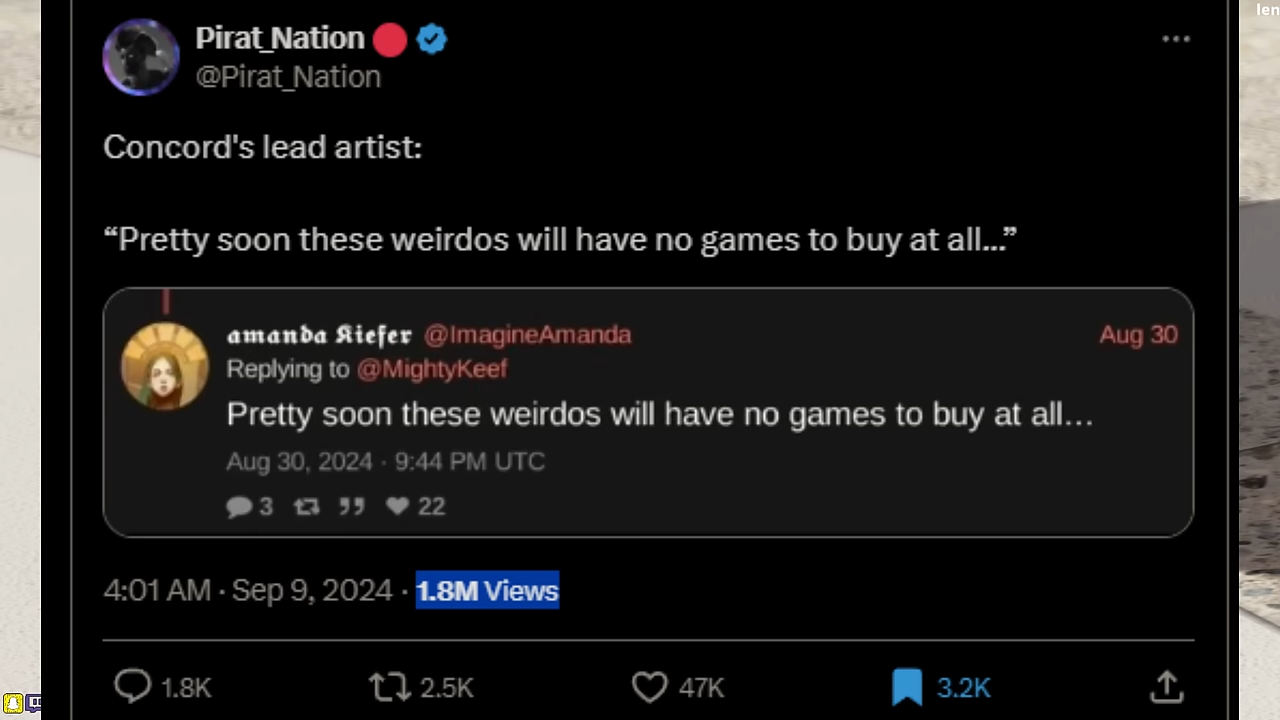 len
Pirat_Nation
@Pirat_Nation
Concord's lead artist:
“Pretty soon these weirdos will have no games to buy at all...”
amanda Kiefer @ImagineAmanda Aug 30
Replying to @MightyKeef
Pretty soon these weirdos will have no games to buy at all...
Aug 30, 2024 · 9:44 PM UTC
3 22
4:01 AM · Sep 9, 2024 · 1.8M Views
1.8K 2.5K 47K 3.2K